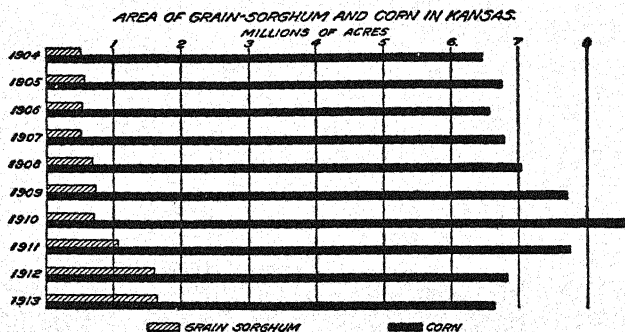 AREA OF GRAIN-SORGHUM AND CORN IN KANSAS.
MILLIONS OF ACRES
1 2 3 4 5 6 7 8
1904
1905
1906
1907
1908
1909
1910
1911
1912
1913
GRAIN SORGHUM CORN